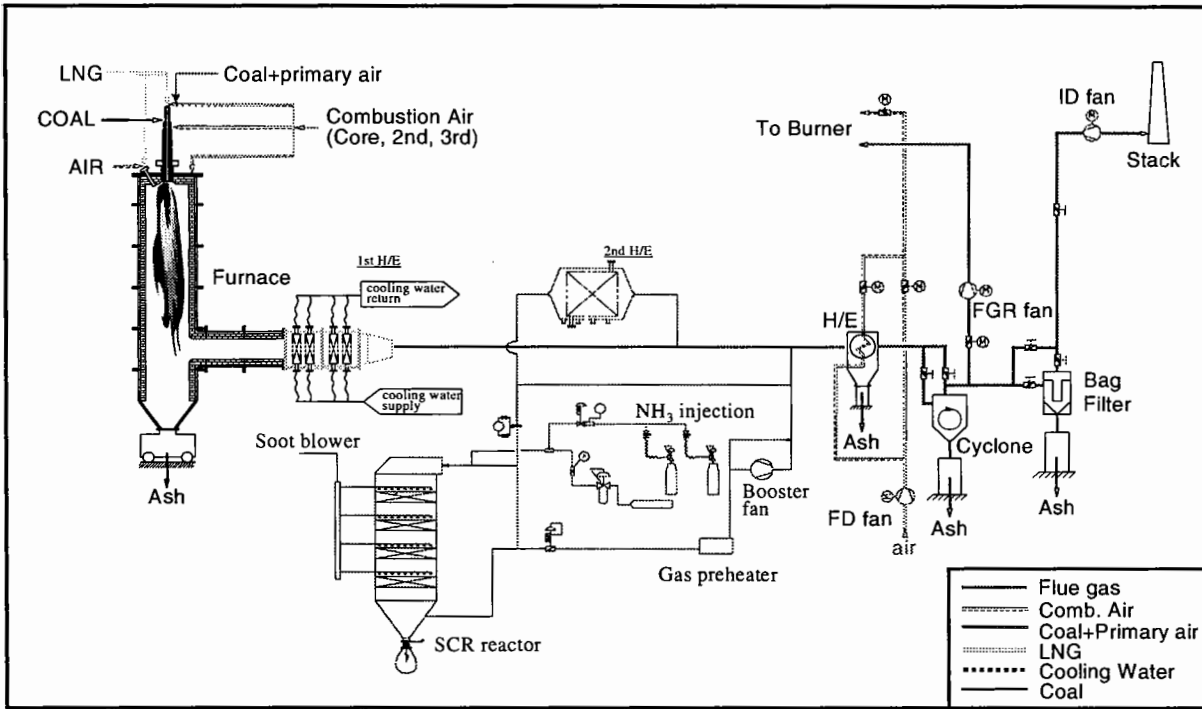 LNG
Coal+primary air
COAL
Combustion Air
(Core, 2nd, 3rd)
AIR
Furnace
1st H/E
cooling water
return
cooling water
supply
2nd H/E
To Burner
ID fan
Stack
FGR fan
H/E
Bag
Filter
Ash
Cyclone
Ash
Ash
FD fan
air
Ash
Soot blower
NH3 injection
Booster
fan
Gas preheater
SCR reactor
Flue gas
Comb. Air
Coal+Primary air
LNG
Cooling Water
Coal